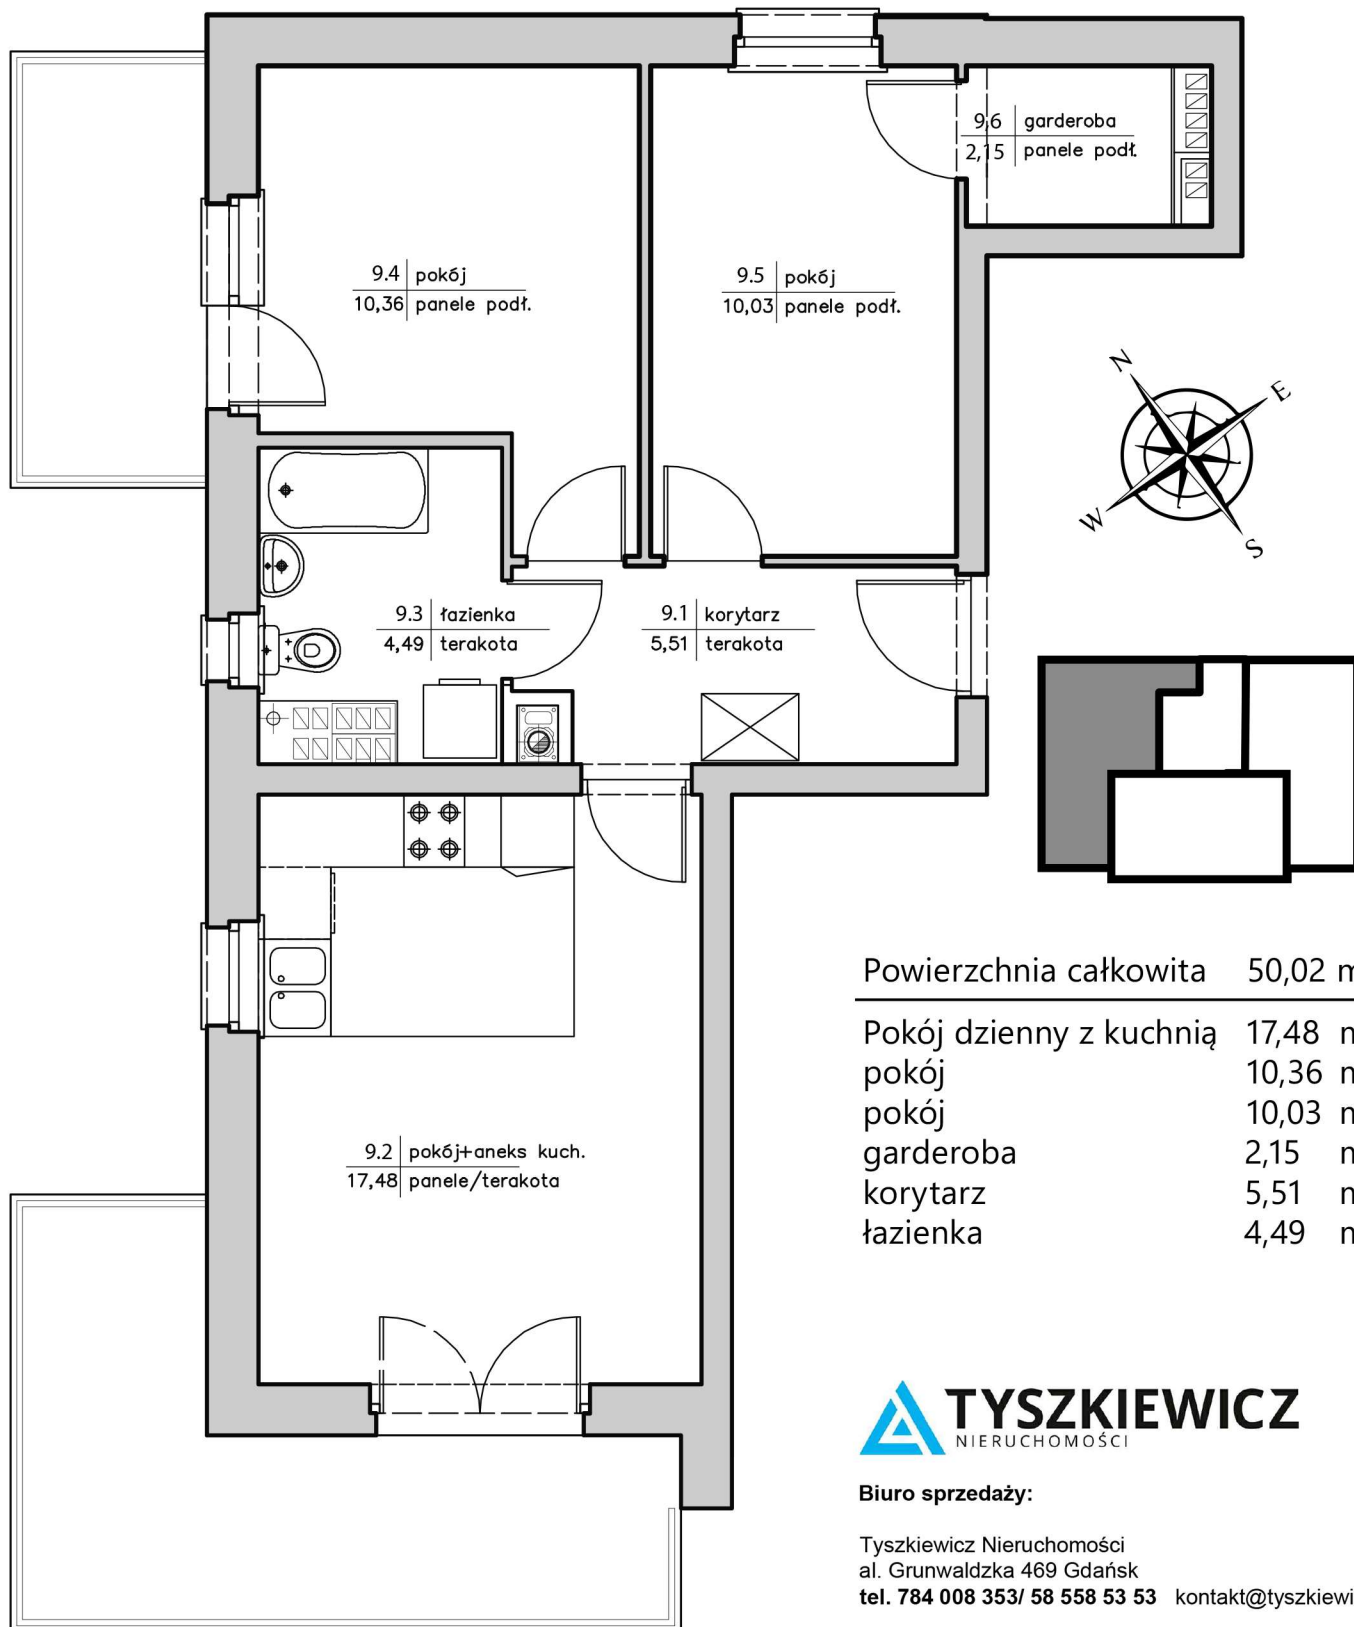 9.6 garderoba
2,15 panele podł.
9.4 pokój
10,36 panele podł.
9.5 pokój
10,03 panele podł.
N
E
W
S
9.3 łazienka
4,49 terakota
9.1 korytarz
5,51 terakota
Powierzchnia całkowita 50,02 m
Pokój dzienny z kuchnią 17,48 m
pokój 10,36 m
pokój 10,03 m
garderoba 2,15 m
korytarz 5,51 m
łazienka 4,49 m
9.2 pokój+aneks kuch.
17,48 panele/terakota
TYSZKIEWICZ
NIERUCHOMOŚCI
Biuro sprzedaży:
Tyszkiewicz Nieruchomości
al. Grunwaldzka 469 Gdańsk
tel. 784 008 353/ 58 558 53 53 kontakt@tyszkiewi